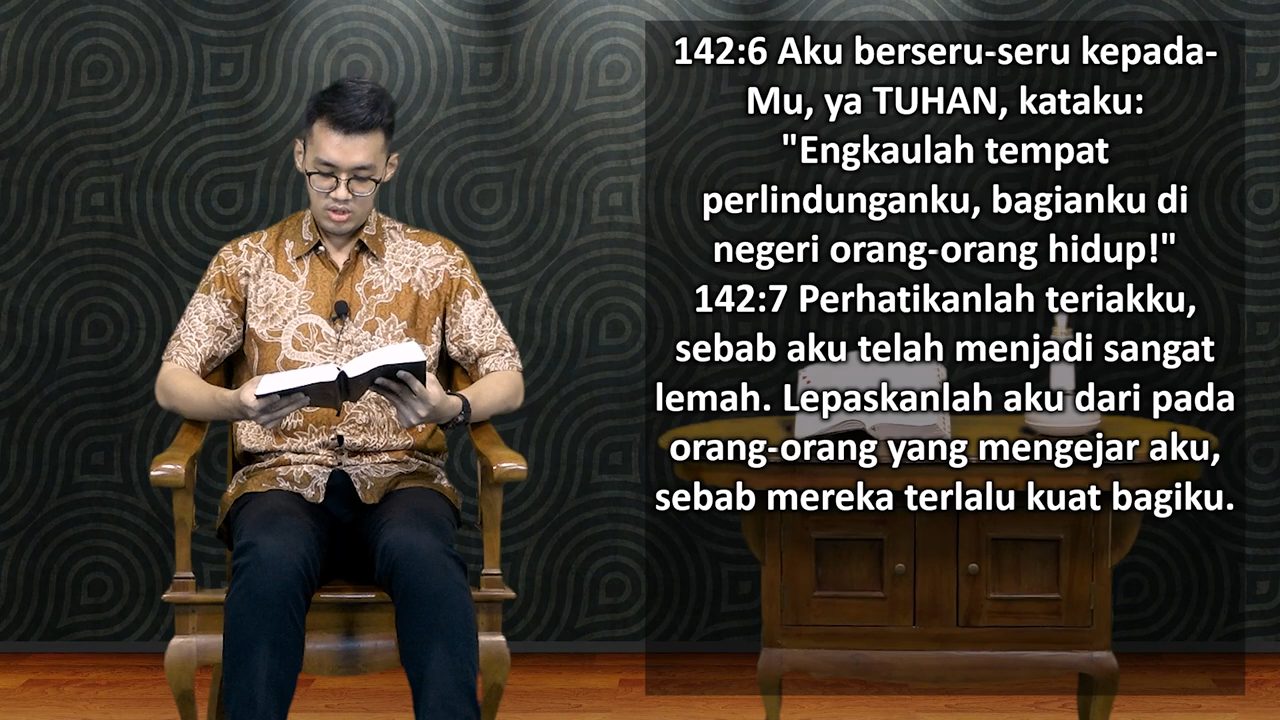 142:6 Aku berseru-seru kepada-
Mu, ya TUHAN, kataku:
"Engkaulah tempat
perlindunganku, bagianku di
negeri orang-orang hidup!"
142:7 Perhatikanlah teriakku,
sebab aku telah menjadi sangat
lemah. Lepaskanlah aku dari pada
orang-orang yang mengejar aku,
sebab mereka terlalu kuat bagiku.